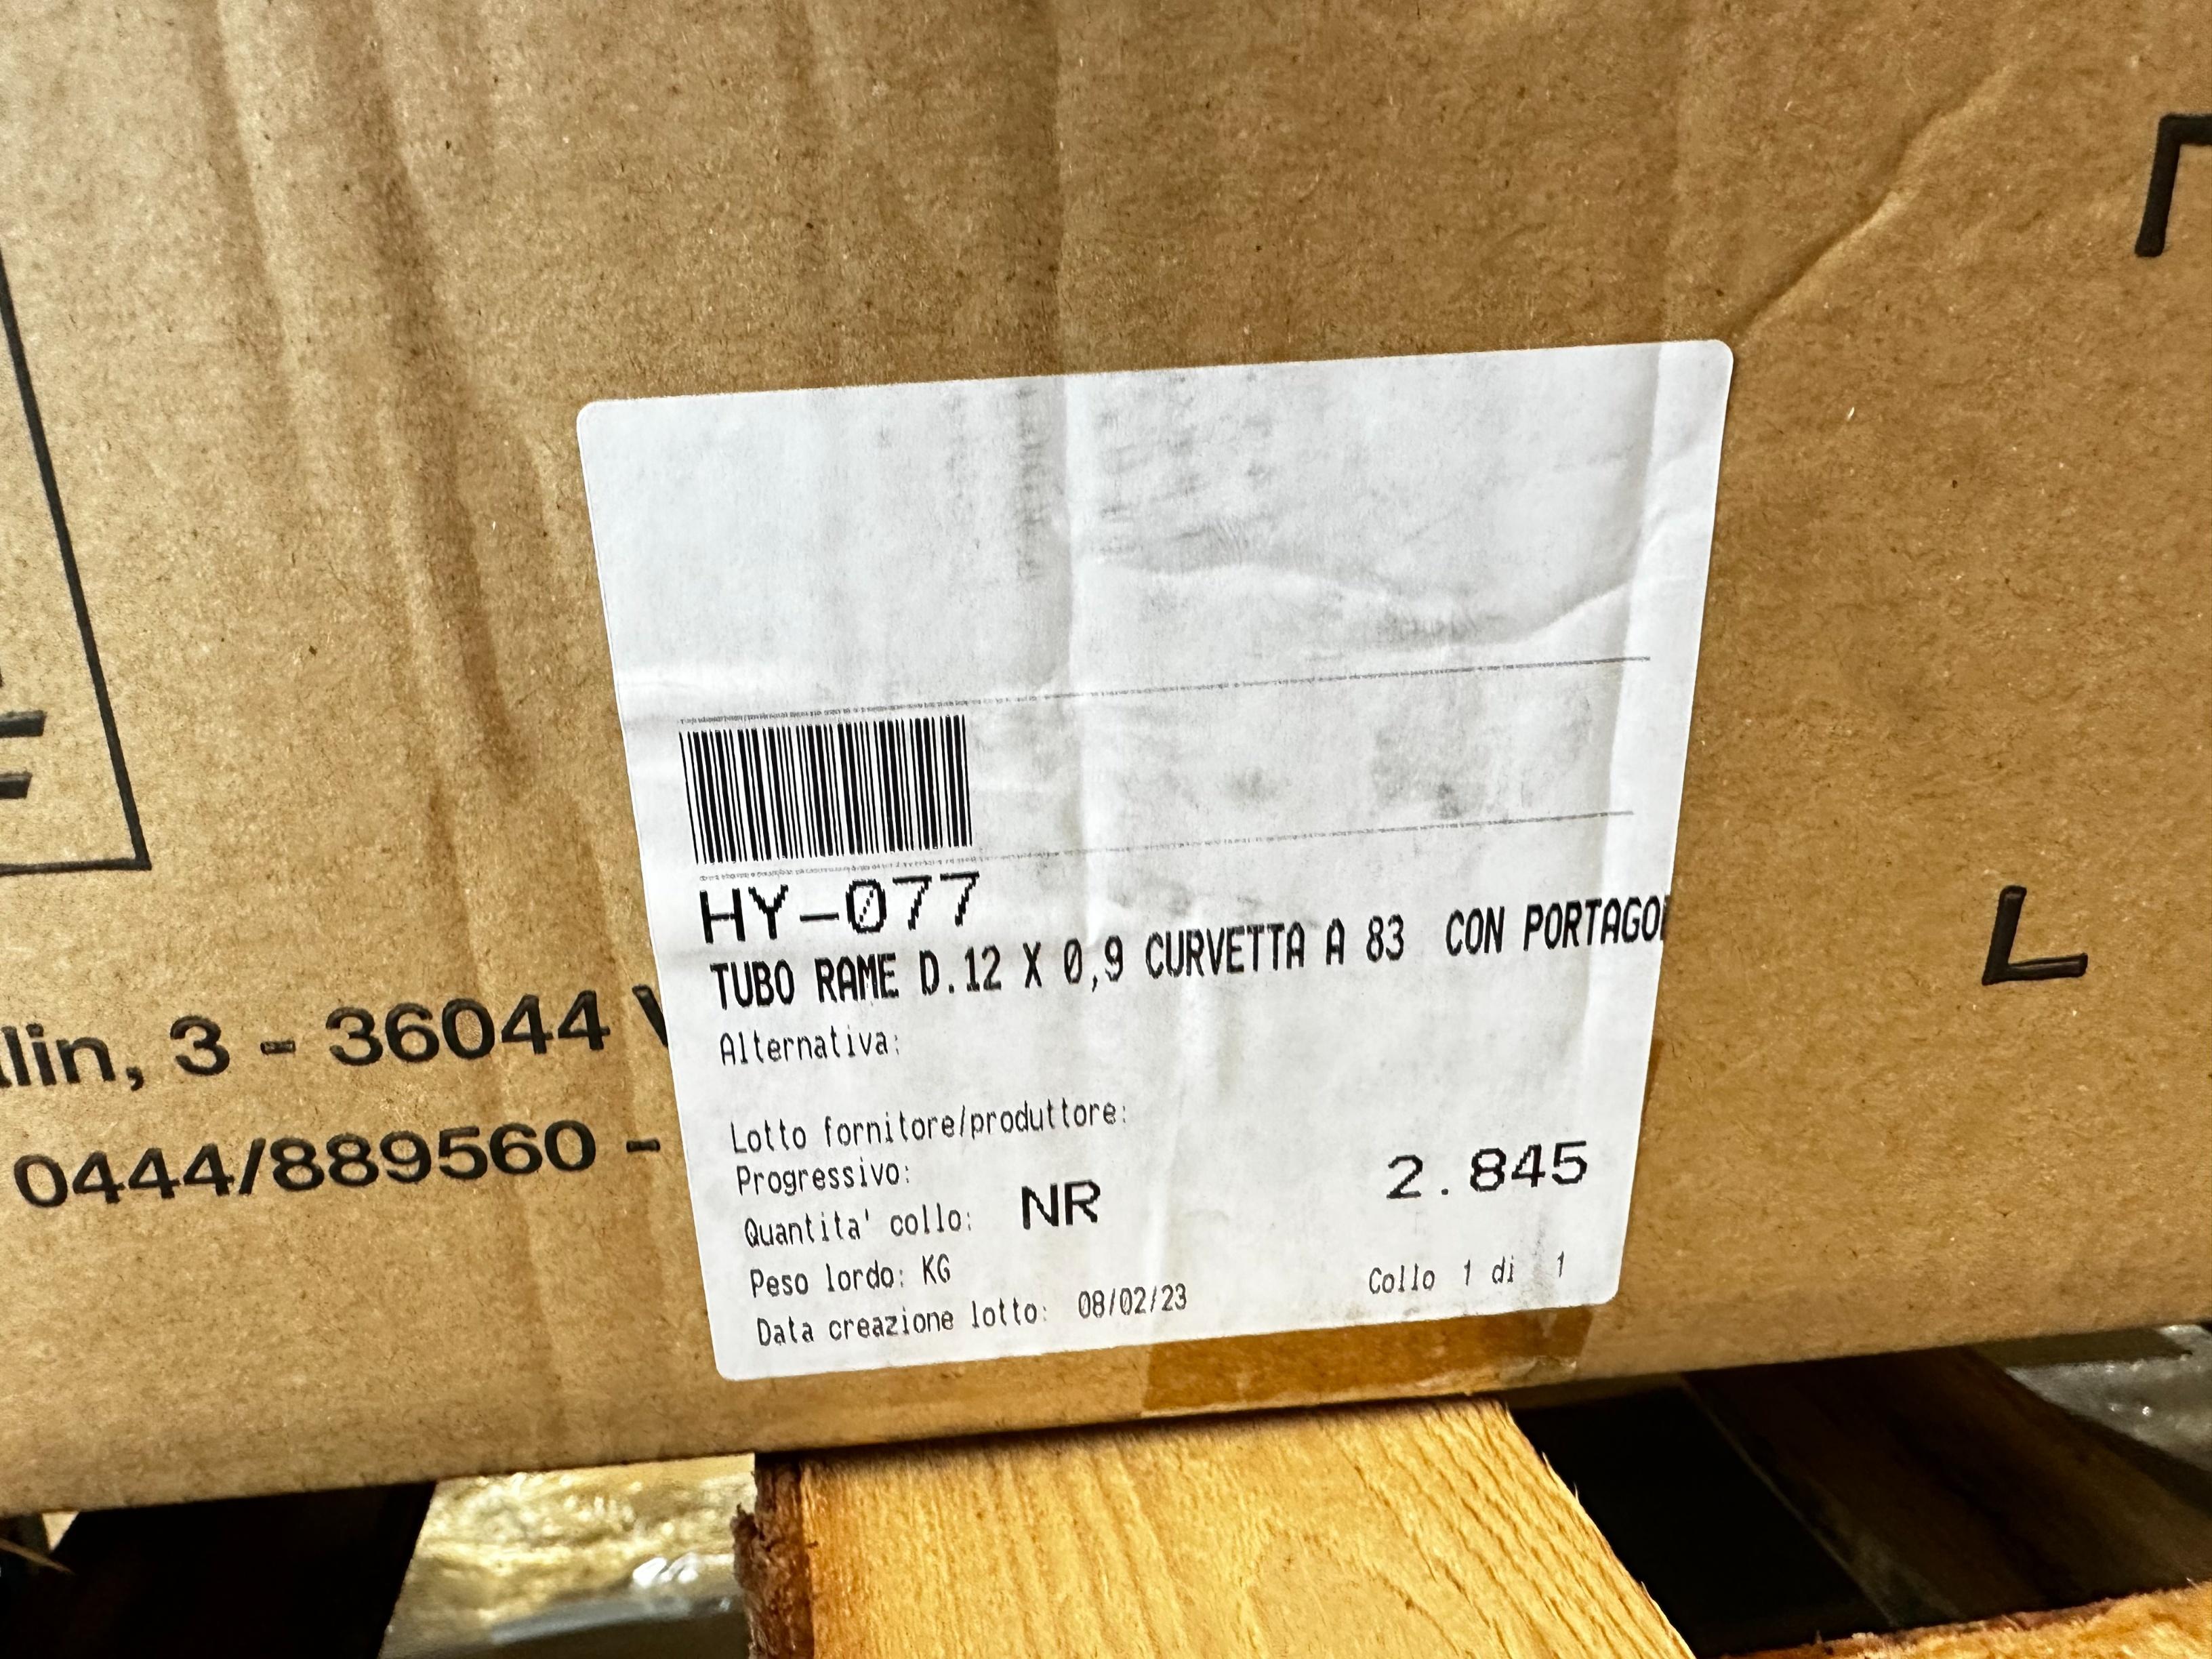 HY-077
TUBO RAME D.12 X 0,9 CURVETTA A 83 CON PORTAGO
Alternativa:
Lotto fornitore/produttore:
Progressivo:
Quantita' collo: NR 2.845
Peso lordo: KG
Collo 1 di 1
Data creazione lotto: 08/02/23
lin, 3 - 36044 V
0444/889560 -
L